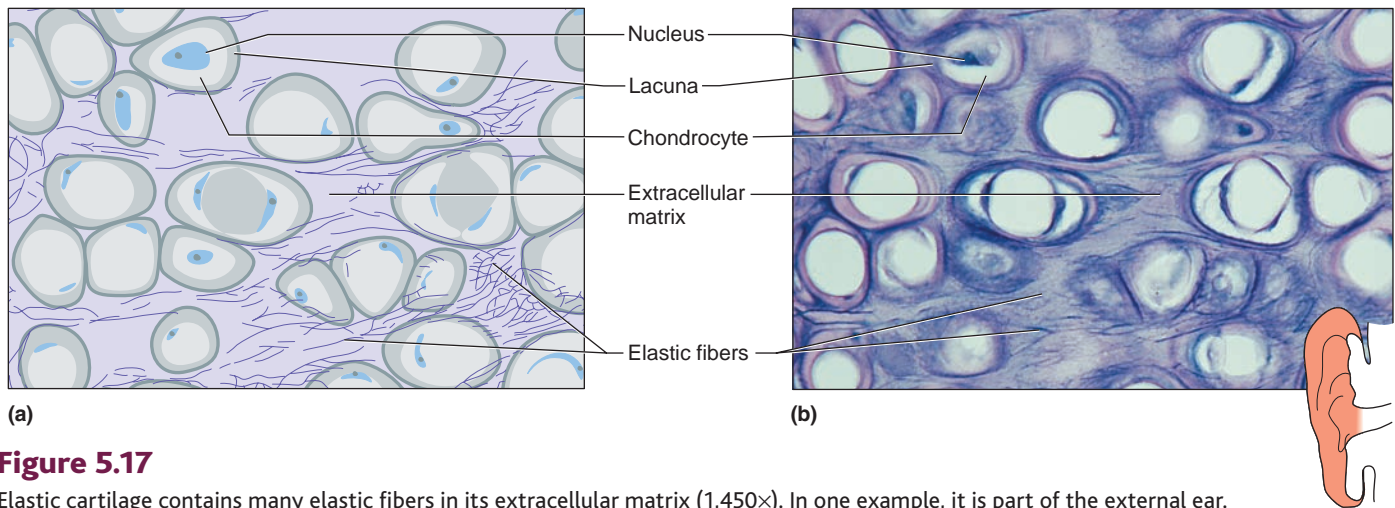 Nucleus
Lacuna
Chondrocyte
Extracellular
matrix
Elastic fibers
(a)
(b)
Figure 5.17
Elastic cartilage contains many elastic fibers in its extracellular matrix (1,450×). In one example, it is part of the external ear.